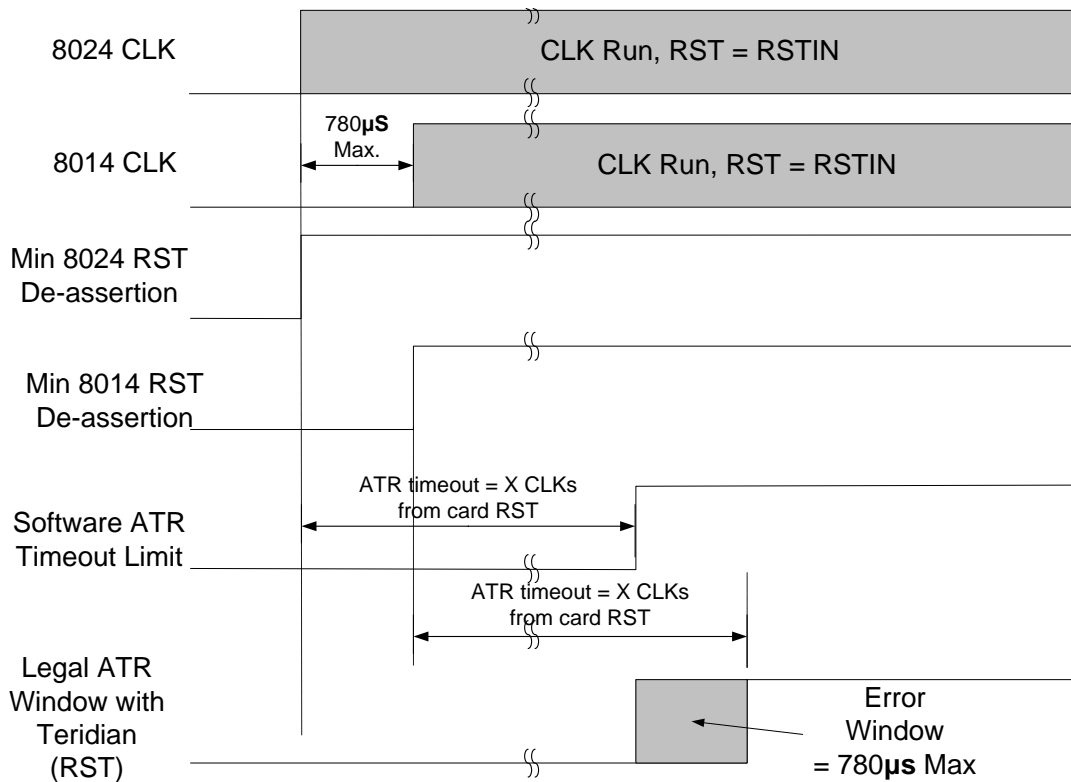 8024 CLK
CLK Run, RST = RSTIN
780µS
Max.
8014 CLK
CLK Run, RST = RSTIN
Min 8024 RST
De-assertion
Min 8014 RST
De-assertion
ATR timeout = X CLKs
from card RST
Software ATR
Timeout Limit
ATR timeout = X CLKs
from card RST
Legal ATR
Window with
Teridian
(RST)
Error
Window
= 780µs Max